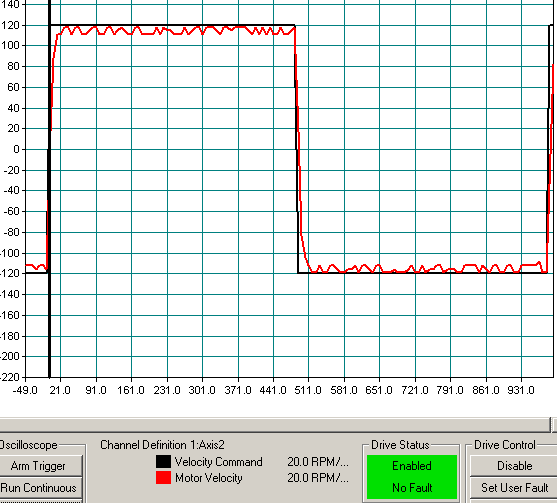 140
120
100
80
60
40
20
0
-20
-40
-60
-80
-100
-120
-140
-160
-180
-200
-220
-49.0 21.0 91.0 161.0 231.0 301.0 371.0 441.0 511.0 581.0 651.0 721.0 791.0 861.0 931.0
Oscilloscope
Arm Trigger
Run Continuous
Channel Definition 1:Axis2
Velocity Command 20.0 RPM/...
Motor Velocity 20.0 RPM/...
Drive Status
Enabled
No Fault
Drive Control
Disable
Set User Fault